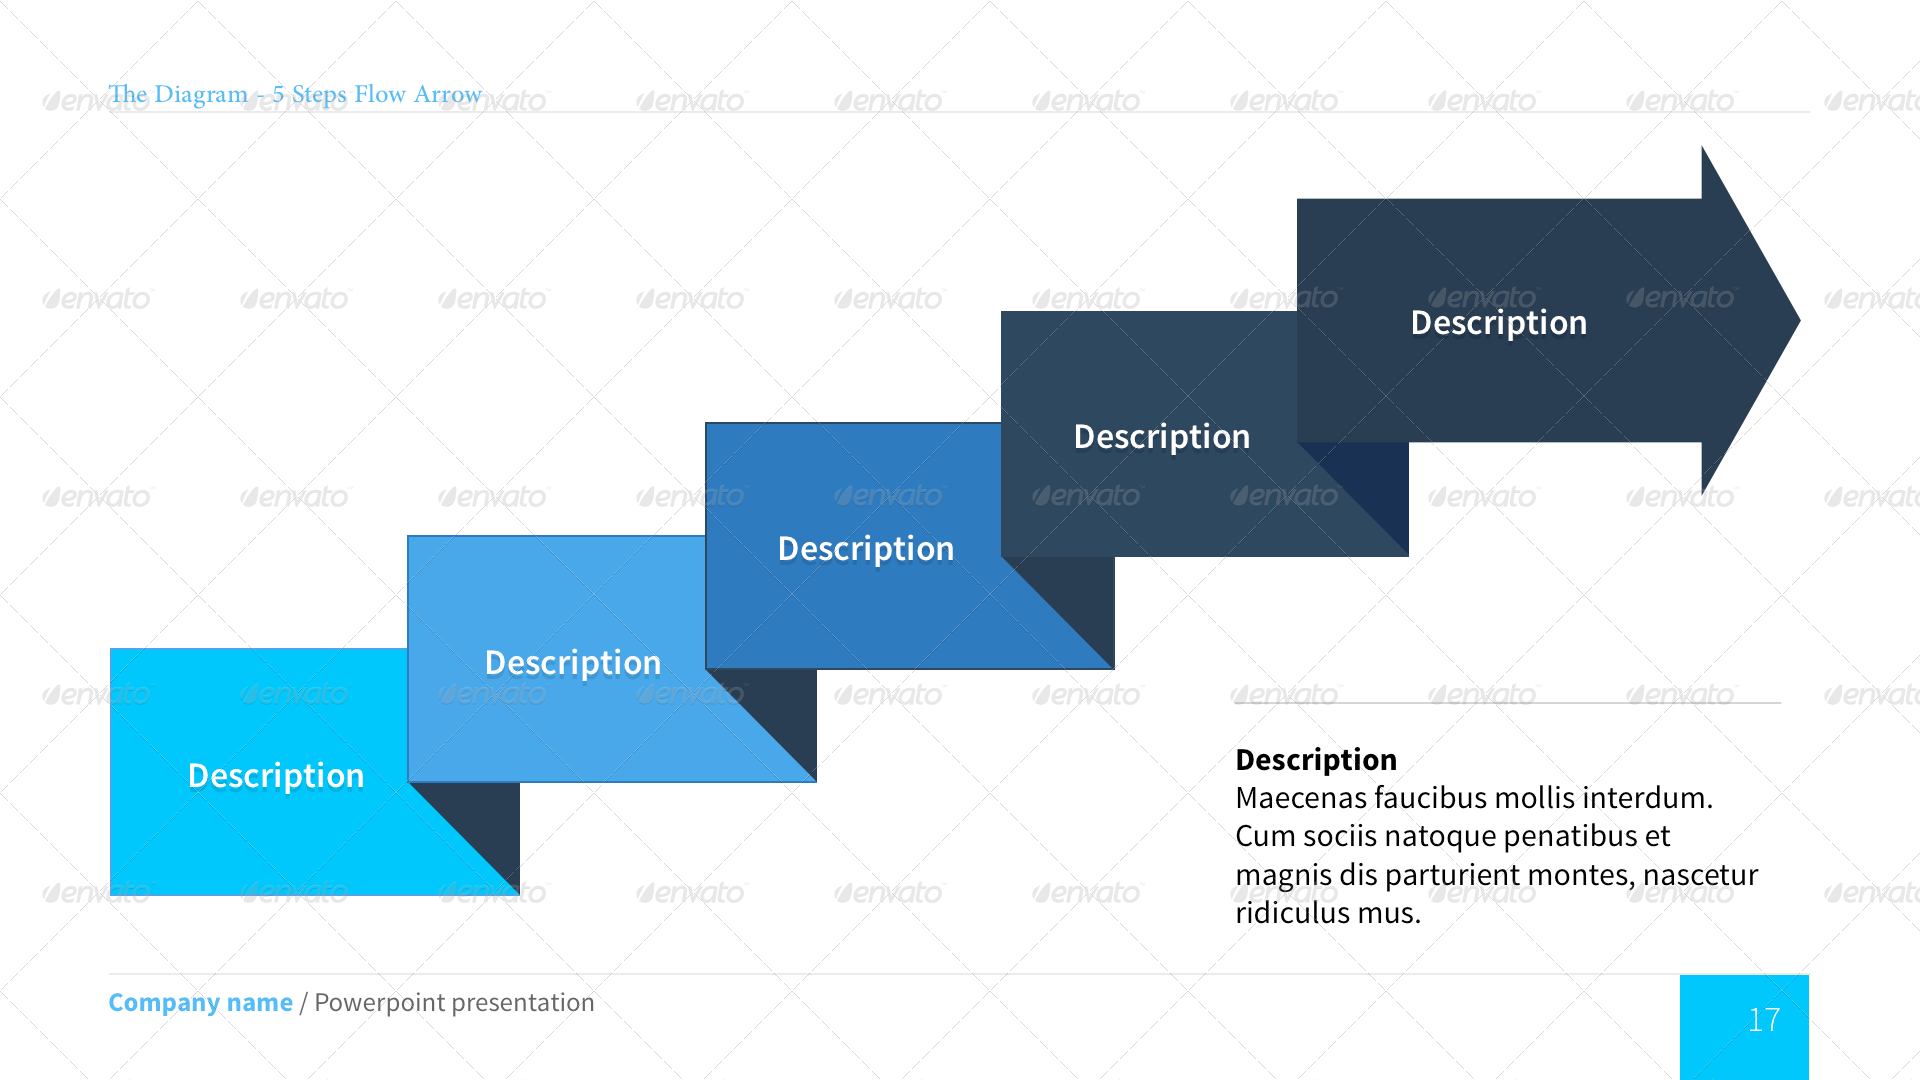 The Diagram - 5 Steps Flow Arrow
Description
Description
Description
Description
Description
Description
Maecenas faucibus mollis interdum.
Cum sociis natoque penatibus et
magnis dis parturient montes, nascetur
ridiculus mus.
Company name / Powerpoint presentation
17
envato